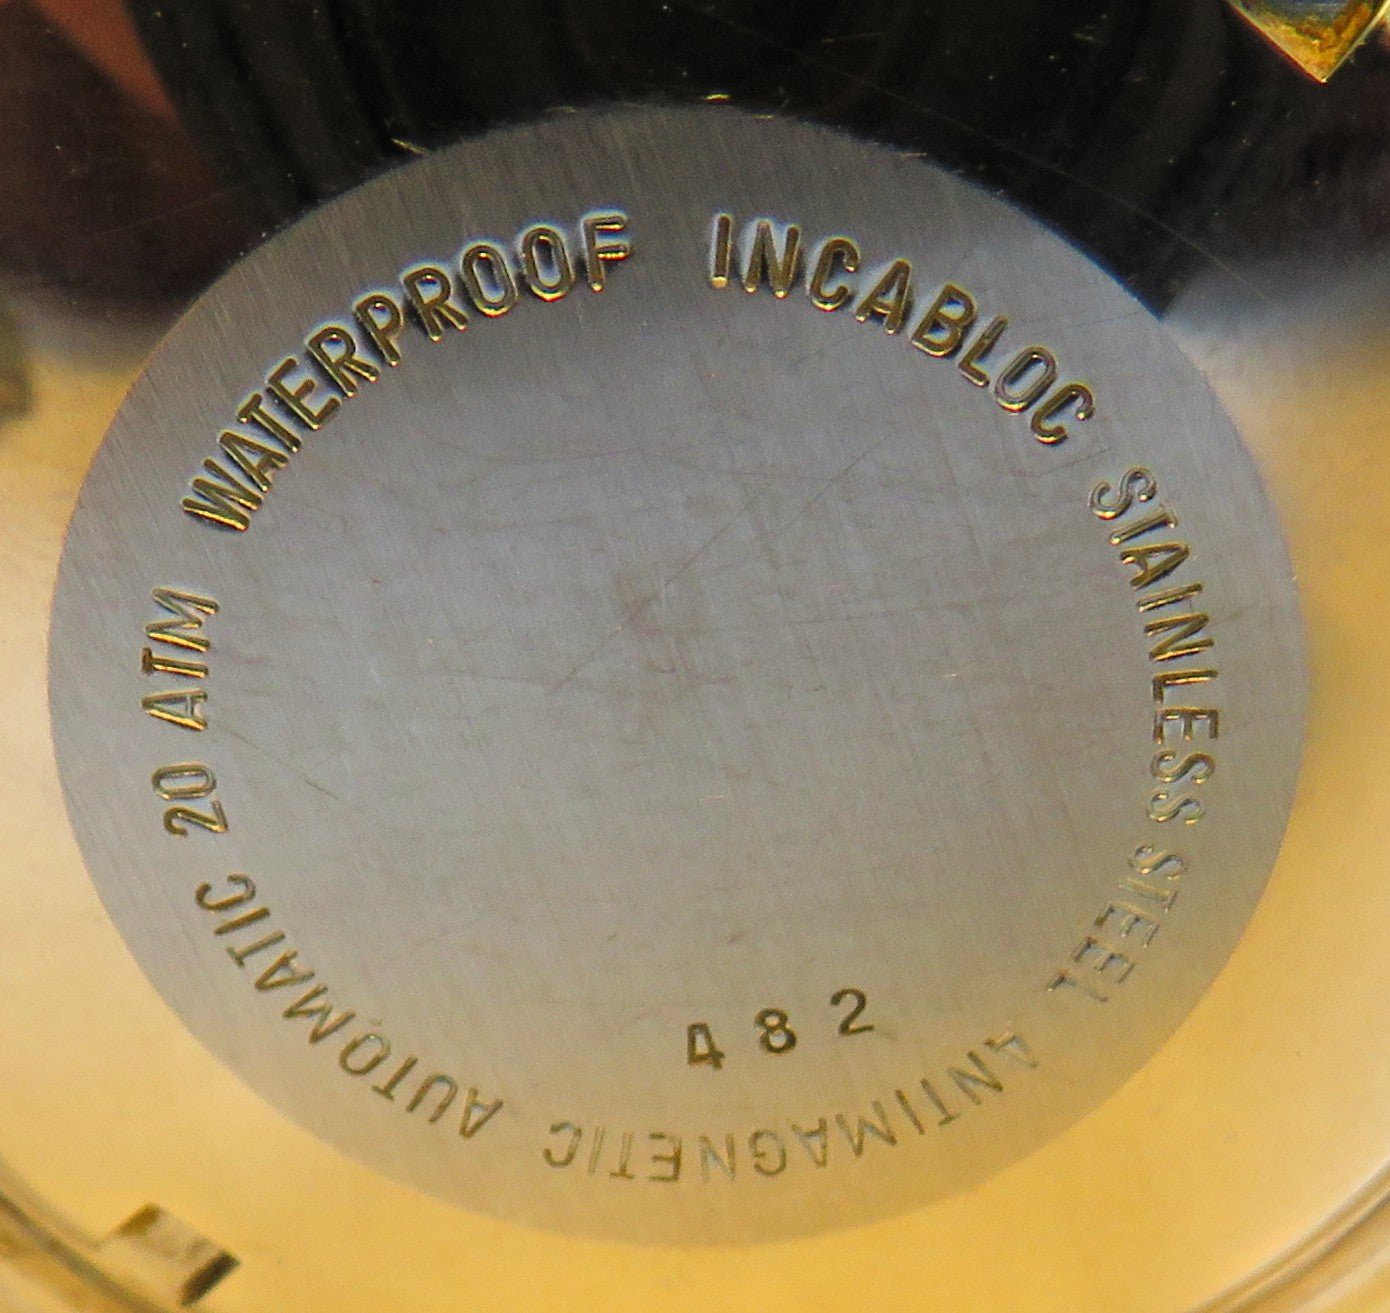 WATERPROOF INCABLOC STAINLESS STEEL ANTIMAGNETIC AUTOMATIC 20 ATM
482